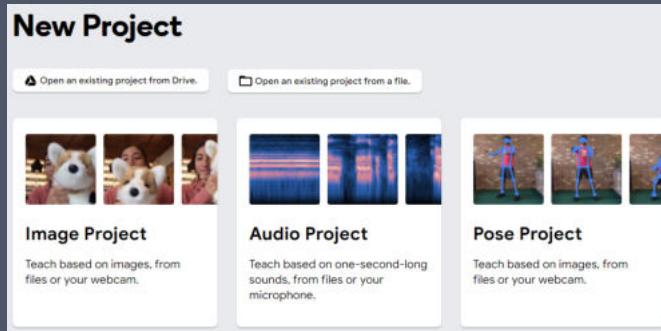 New Project
Open an existing project from Drive.
Open an existing project from a file.
Image Project
Teach based on images, from
files or your webcam.
Audio Project
Teach based on one-second-long
sounds, from files or your
microphone.
Pose Project
Teach based on images, from
files or your webcam.